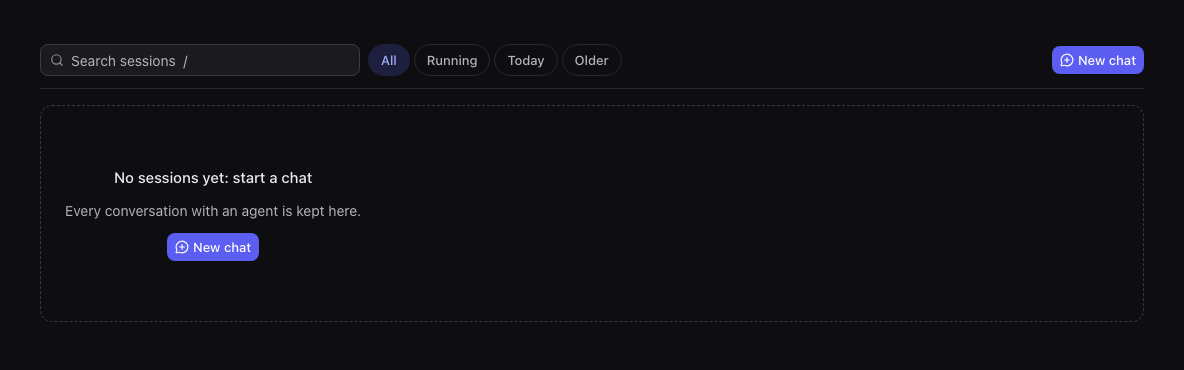 Search sessions /
All
Running
Today
Older
New chat
No sessions yet: start a chat
Every conversation with an agent is kept here.
New chat